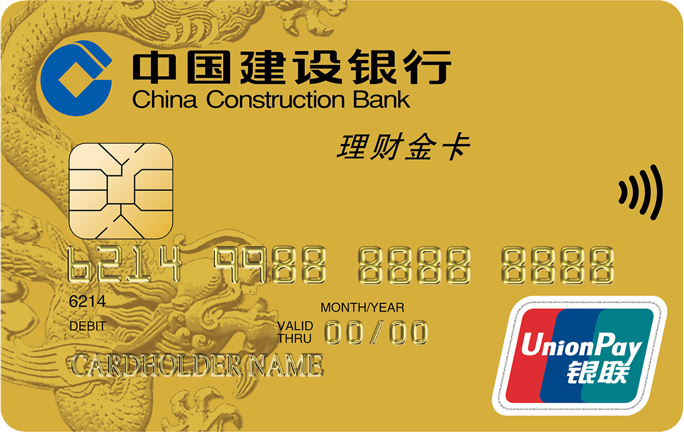 中国建设银行
China Construction Bank
理财金卡
6214 9988 8888 8888
6214
MONTH/YEAR
DEBIT
VALID THRU 00/00
CARDHOLDER NAME
UnionPay
银联